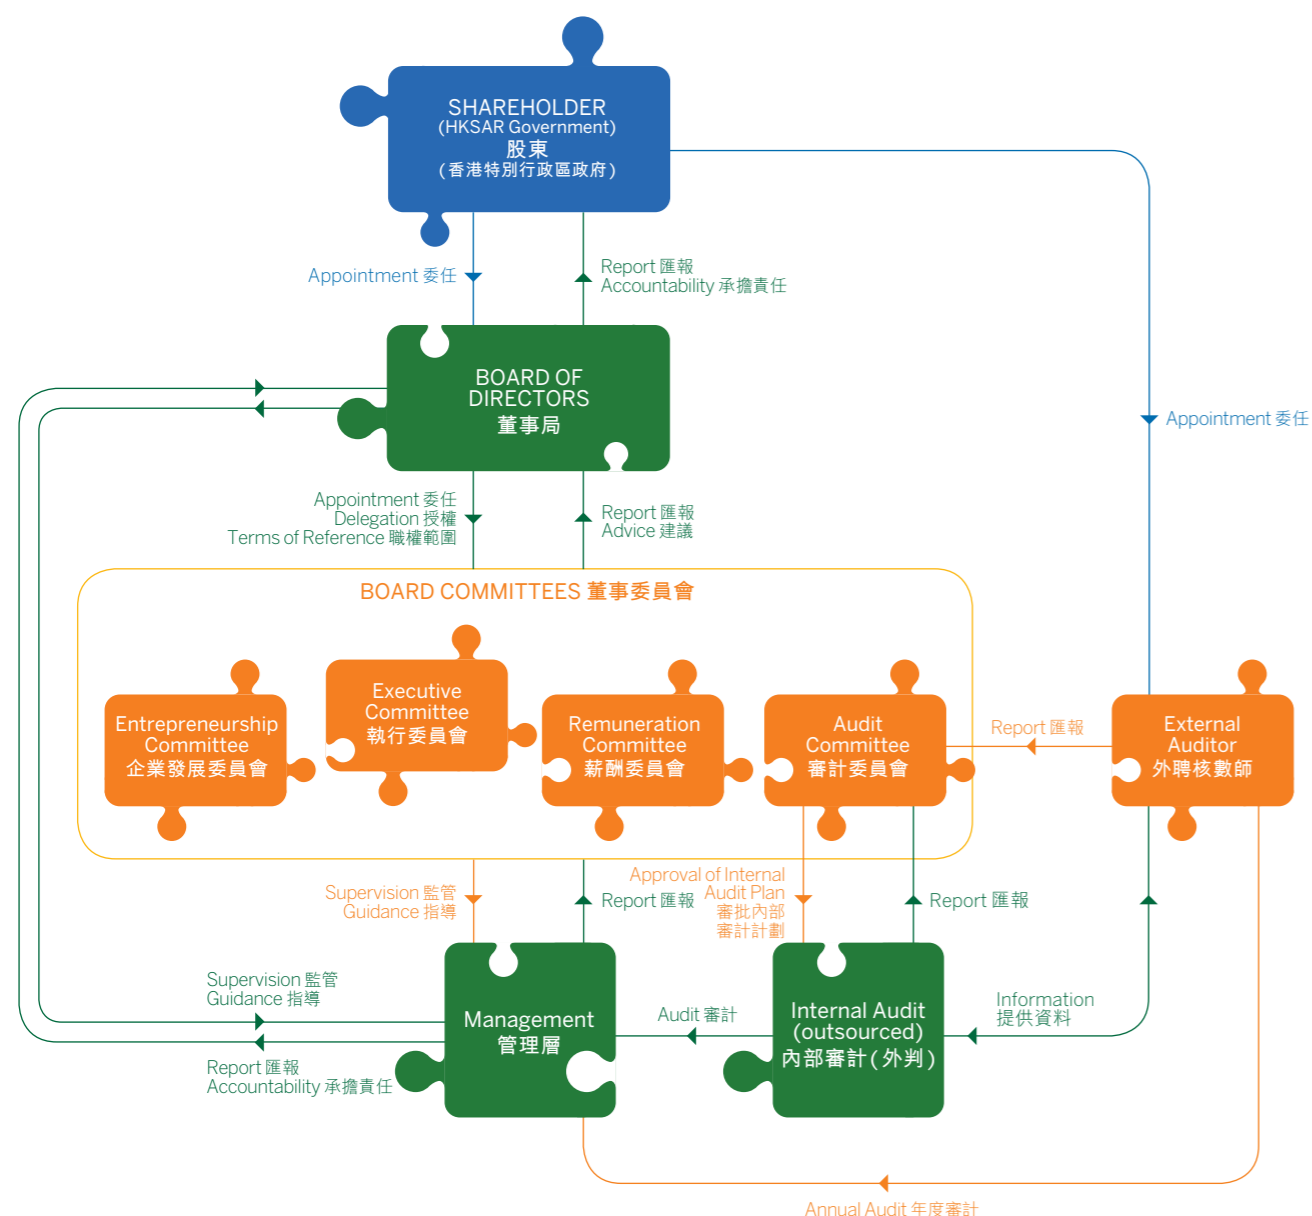 SHAREHOLDER
(HKSAR Government)
股東
(香港特別行政區政府)
Appointment 委任
Report 匯報
Accountability 承擔責任
BOARD OF
DIRECTORS
董事局
Appointment 委任
Appointment 委任
Delegation 授權
Terms of Reference 職權範圍
Report 匯報
Advice 建議
BOARD COMMITTEES 董事委員會
Entrepreneurship
Committee
企業發展委員會
Executive
Committee
執行委員會
Remuneration
Committee
薪酬委員會
Audit
Committee
審計委員會
Report 匯報
External
Auditor
外聘核數師
Supervision 監管
Guidance 指導
Report 匯報
Approval of Internal
Audit Plan
審批內部
審計計劃
Report 匯報
Supervision 監管
Guidance 指導
Report 匯報
Accountability 承擔責任
Management
管理層
Audit 審計
Internal Audit
(outsourced)
內部審計(外判)
Information
提供資料
Annual Audit 年度審計